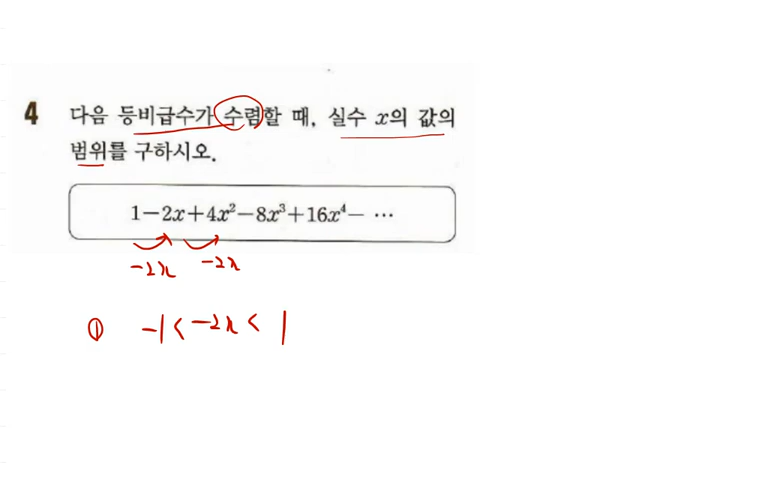 4 다음 등비급수가 수렴할 때, 실수 x의 값의
범위를 구하시오.
1−2x+4x²−8x³+16x⁴− ⋯
−2x −2x
① −1 < −2x < 1